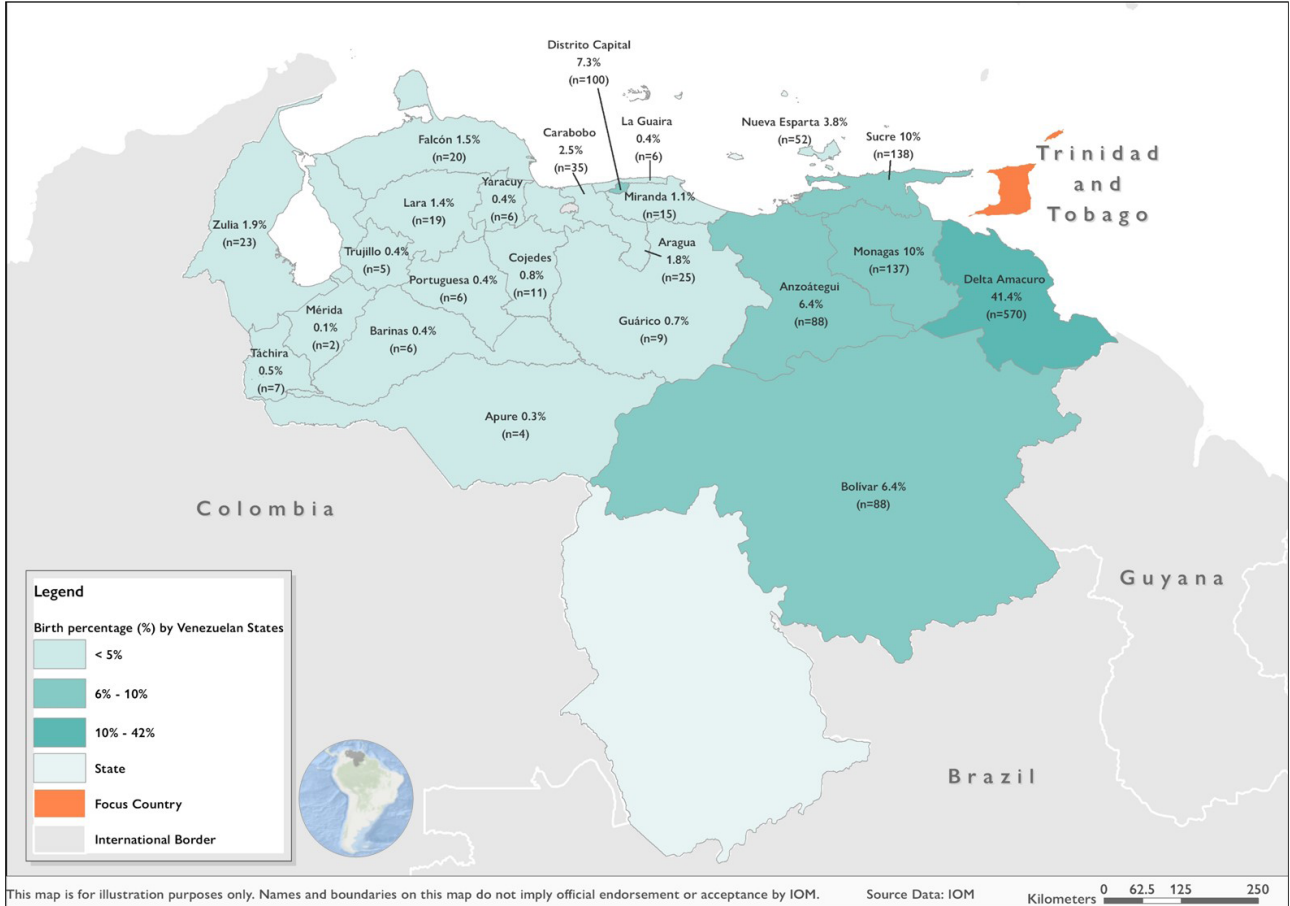 Distrito Capital
7.3%
(n=100)
La Guaira
0.4%
(n=6)
Carabobo
2.5%
(n=35)
Nueva Esparta 3.8%
(n=52)
Sucre 10%
(n=138)
Trinidad
and
Tobago
Falcón 1.5%
(n=20)
Yaracuy
0.4%
(n=6)
Miranda 1.1%
(n=15)
Lara 1.4%
(n=19)
Zulia 1.9%
(n=23)
Trujillo 0.4%
(n=5)
Cojedes
0.8%
(n=11)
Aragua
1.8%
(n=25)
Monagas 10%
(n=137)
Delta Amacuro
41.4%
(n=570)
Portuguesa 0.4%
(n=6)
Anzoátegui
6.4%
(n=88)
Mérida
0.1%
(n=2)
Barinas 0.4%
(n=6)
Guárico 0.7%
(n=9)
Táchira
0.5%
(n=7)
Apure 0.3%
(n=4)
Bolívar 6.4%
(n=88)
Colombia
Guyana
Brazil
Legend
Birth percentage (%) by Venezuelan States
< 5%
6% - 10%
10% - 42%
State
Focus Country
International Border
This map is for illustration purposes only. Names and boundaries on this map do not imply official endorsement or acceptance by IOM.
Source Data: IOM
Kilometers
0 62.5 125 250